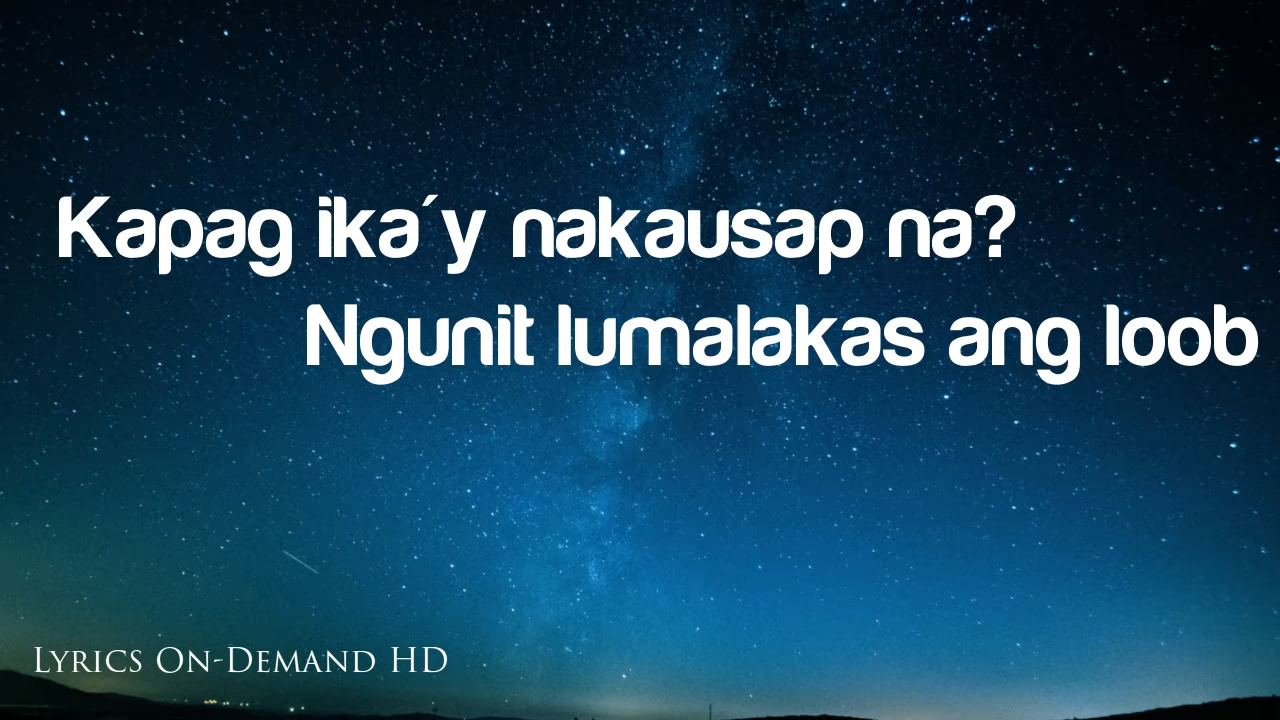 Kapag ika´y nakausap na?
Ngunit lumalakas ang loob
Lyrics On-Demand HD